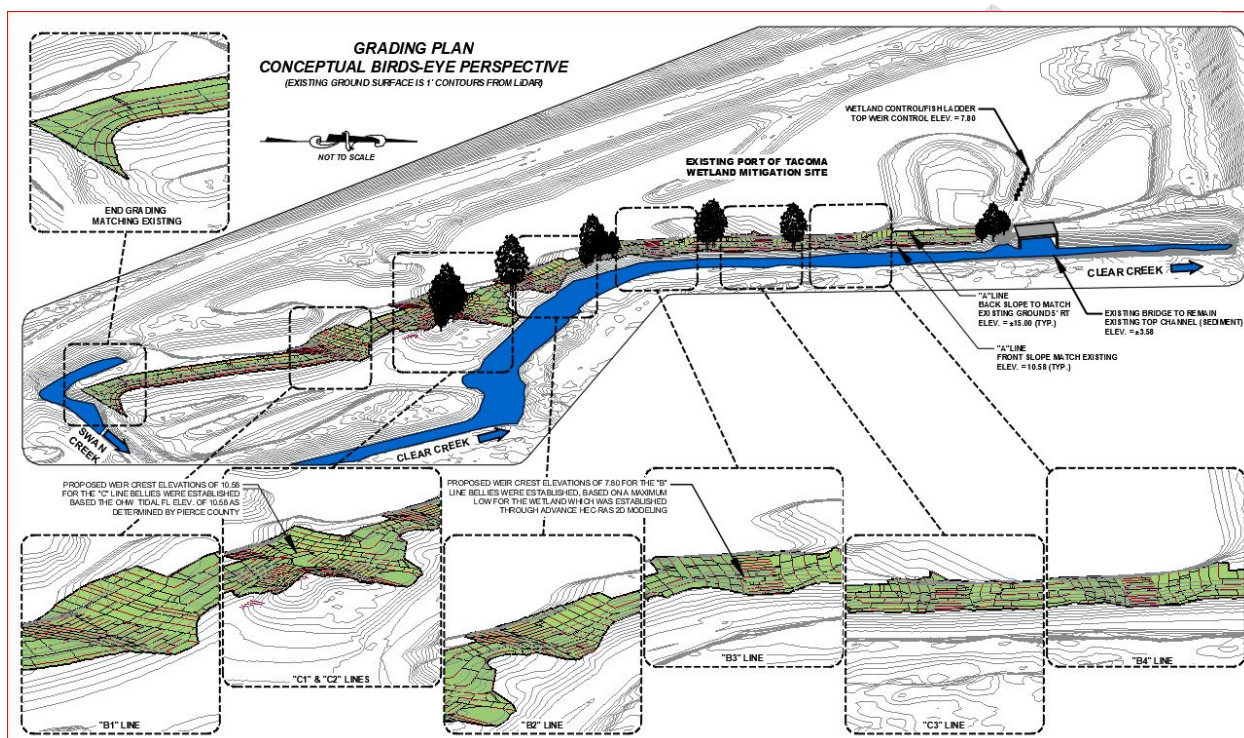 GRADING PLAN
CONCEPTUAL BIRDS-EYE PERSPECTIVE
(EXISTING GROUND SURFACE IS 1' CONTOURS FROM LiDAR)
NOT TO SCALE
END GRADING
MATCHING EXISTING
WETLAND CONTROL/FISH LADDER
TOP WEIR CONTROL ELEV. = 7.80
EXISTING PORT OF TACOMA
WETLAND MITIGATION SITE
CLEAR CREEK
"A"LINE
BACK SLOPE TO MATCH
EXISTING GROUND5' RT
ELEV. = ±15.00 (TYP.)
EXISTING BRIDGE TO REMAIN
EXISTING TOP CHANNEL (SEDIMENT)
ELEV. = ±3.58
"A"LINE
FRONT SLOPE MATCH EXISTING
ELEV. = 10.58 (TYP.)
SWAN
CREEK
CLEAR CREEK
PROPOSED WEIR CREST ELEVATIONS OF 10.58
FOR THE "C" LINE BELLIES WERE ESTABLISHED
BASED THE OHW TIDAL FL ELEV. OF 10.58 AS
DETERMINED BY PIERCE COUNTY
PROPOSED WEIR CREST ELEVATIONS OF 7.80 FOR THE "B"
LINE BELLIES WERE ESTABLISHED, BASED ON A MAXIMUM
LOW FOR THE WETLAND WHICH WAS ESTABLISHED
THROUGH ADVANCE HEC-RAS 2D MODELING
"B1" LINE
"C1" & "C2" LINES
"B2" LINE
"B3" LINE
"C3" LINE
"B4" LINE